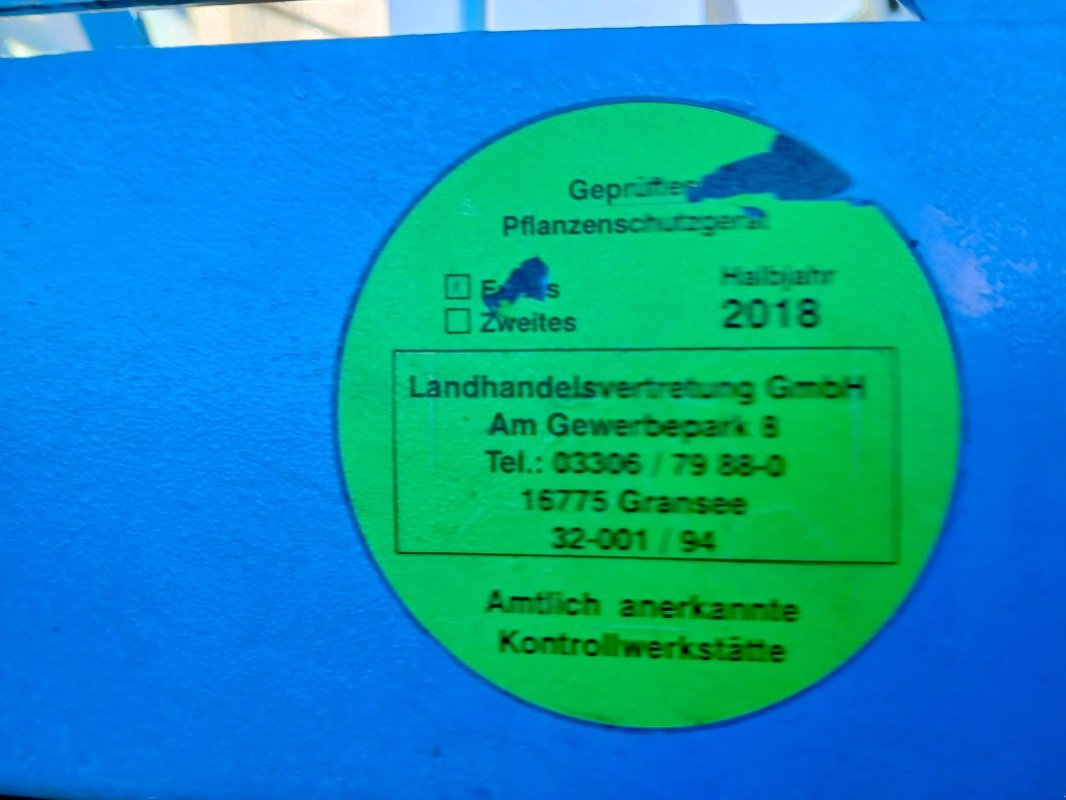 Geprüftes
Pflanzenschutzgerät
Erstes
Zweites
Halbjahr
2018
Landhandelsvertretung GmbH
Am Gewerbepark 8
Tel.: 03306 / 79 88-0
16775 Gransee
32-001 / 94
Amtlich anerkannte
Kontrollwerkstätte